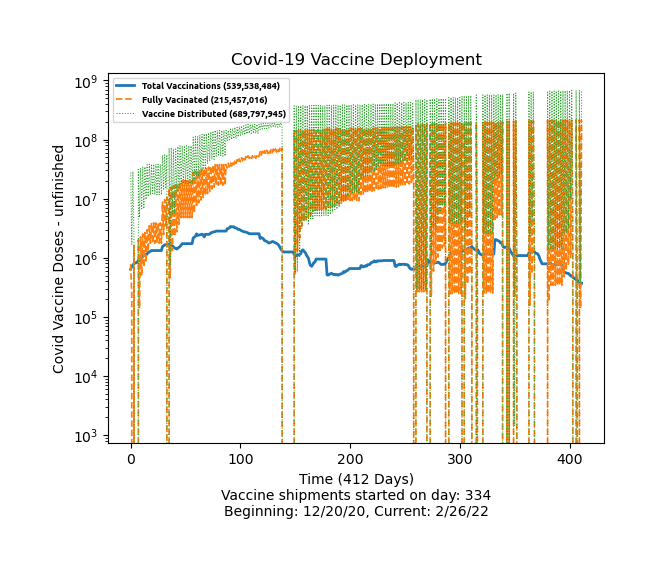 Covid-19 Vaccine Deployment
Total Vaccinations (539,538,484)
Fully Vacinated (215,457,016)
Vaccine Distributed (689,797,945)
Covid Vaccine Doses - unfinished
10⁹
10⁸
10⁷
10⁶
10⁵
10⁴
10³
0 100 200 300 400
Time (412 Days)
Vaccine shipments started on day: 334
Beginning: 12/20/20, Current: 2/26/22